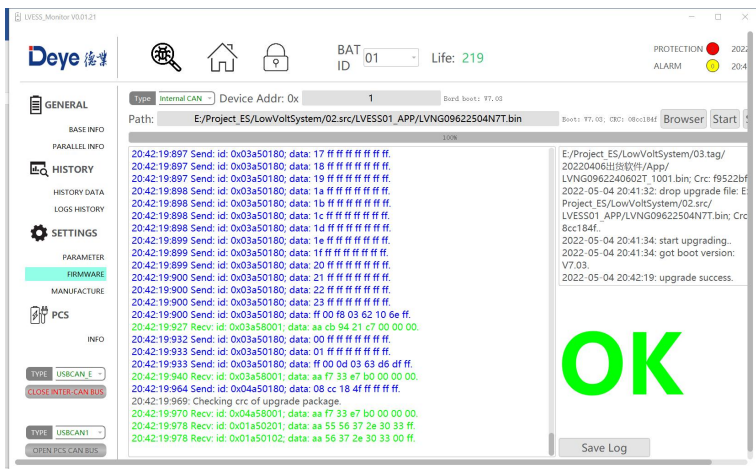 LVESS_Monitor V0.01.21
Deye 德业
BAT ID 01
Life: 219
PROTECTION
2022
ALARM
0
20:4
GENERAL
BASE INFO
PARALLEL INFO
HISTORY
HISTORY DATA
LOGS HISTORY
SETTINGS
PARAMETER
FIRMWARE
MANUFACTURE
PCS
INFO
TYPE USBCAN_E
CLOSE INTER-CAN BUS
TYPE USBCAN1
OPEN PCS CAN BUS
Type Internal CAN Device Addr: 0x 1 Bord boot: V7.03
Path: E:/Project_ES/LowVoltSystem/02.src/LVESS01_APP/LVNG09622504N7T.bin Boot: V7.03; CRC: 08cc184f Browser Start S
100%
20:42:19:897 Send: id: 0x03a50180; data: 17 ff ff ff ff ff ff ff.
20:42:19:897 Send: id: 0x03a50180; data: 18 ff ff ff ff ff ff ff.
20:42:19:897 Send: id: 0x03a50180; data: 19 ff ff ff ff ff ff ff.
20:42:19:898 Send: id: 0x03a50180; data: 1a ff ff ff ff ff ff ff.
20:42:19:898 Send: id: 0x03a50180; data: 1b ff ff ff ff ff ff ff.
20:42:19:898 Send: id: 0x03a50180; data: 1c ff ff ff ff ff ff ff.
20:42:19:898 Send: id: 0x03a50180; data: 1d ff ff ff ff ff ff ff.
20:42:19:899 Send: id: 0x03a50180; data: 1e ff ff ff ff ff ff ff.
20:42:19:899 Send: id: 0x03a50180; data: 1f ff ff ff ff ff ff ff.
20:42:19:899 Send: id: 0x03a50180; data: 20 ff ff ff ff ff ff ff.
20:42:19:900 Send: id: 0x03a50180; data: 21 ff ff ff ff ff ff ff.
20:42:19:900 Send: id: 0x03a50180; data: 22 ff ff ff ff ff ff ff.
20:42:19:900 Send: id: 0x03a50180; data: 23 ff ff ff ff ff ff ff.
20:42:19:900 Send: id: 0x03a50180; data: ff 00 f8 03 62 10 6e ff.
20:42:19:927 Recv: id: 0x03a58001; data: aa cb 94 21 c7 00 00 00.
20:42:19:932 Send: id: 0x03a50180; data: 00 ff ff ff ff ff ff ff.
20:42:19:933 Send: id: 0x03a50180; data: 01 ff ff ff ff ff ff ff.
20:42:19:933 Send: id: 0x03a50180; data: ff 00 0d 03 63 d6 df ff.
20:42:19:940 Recv: id: 0x03a58001; data: aa f7 33 e7 b0 00 00 00.
20:42:19:964 Send: id: 0x04a50180; data: 08 cc 18 4f ff ff ff ff.
20:42:19:969: Checking crc of upgrade package.
20:42:19:970 Recv: id: 0x04a58001; data: aa f7 33 e7 b0 00 00 00.
20:42:19:978 Recv: id: 0x01a50201; data: aa 55 56 37 2e 30 33 ff.
20:42:19:978 Recv: id: 0x01a50102; data: aa 56 37 2e 30 33 00 ff.
E:/Project_ES/LowVoltSystem/03.tag/
20220406出货软件/App/
LVNG0962240602T_1001.bin; Crc: f9522bf
2022-05-04 20:41:32: drop upgrade file: E:
Project_ES/LowVoltSystem/02.src/
LVESS01_APP/LVNG09622504N7T.bin; Crc
8cc184f..
2022-05-04 20:41:34: start upgrading..
2022-05-04 20:41:34: got boot version:
V7.03.
2022-05-04 20:42:19: upgrade success.
OK
Save Log